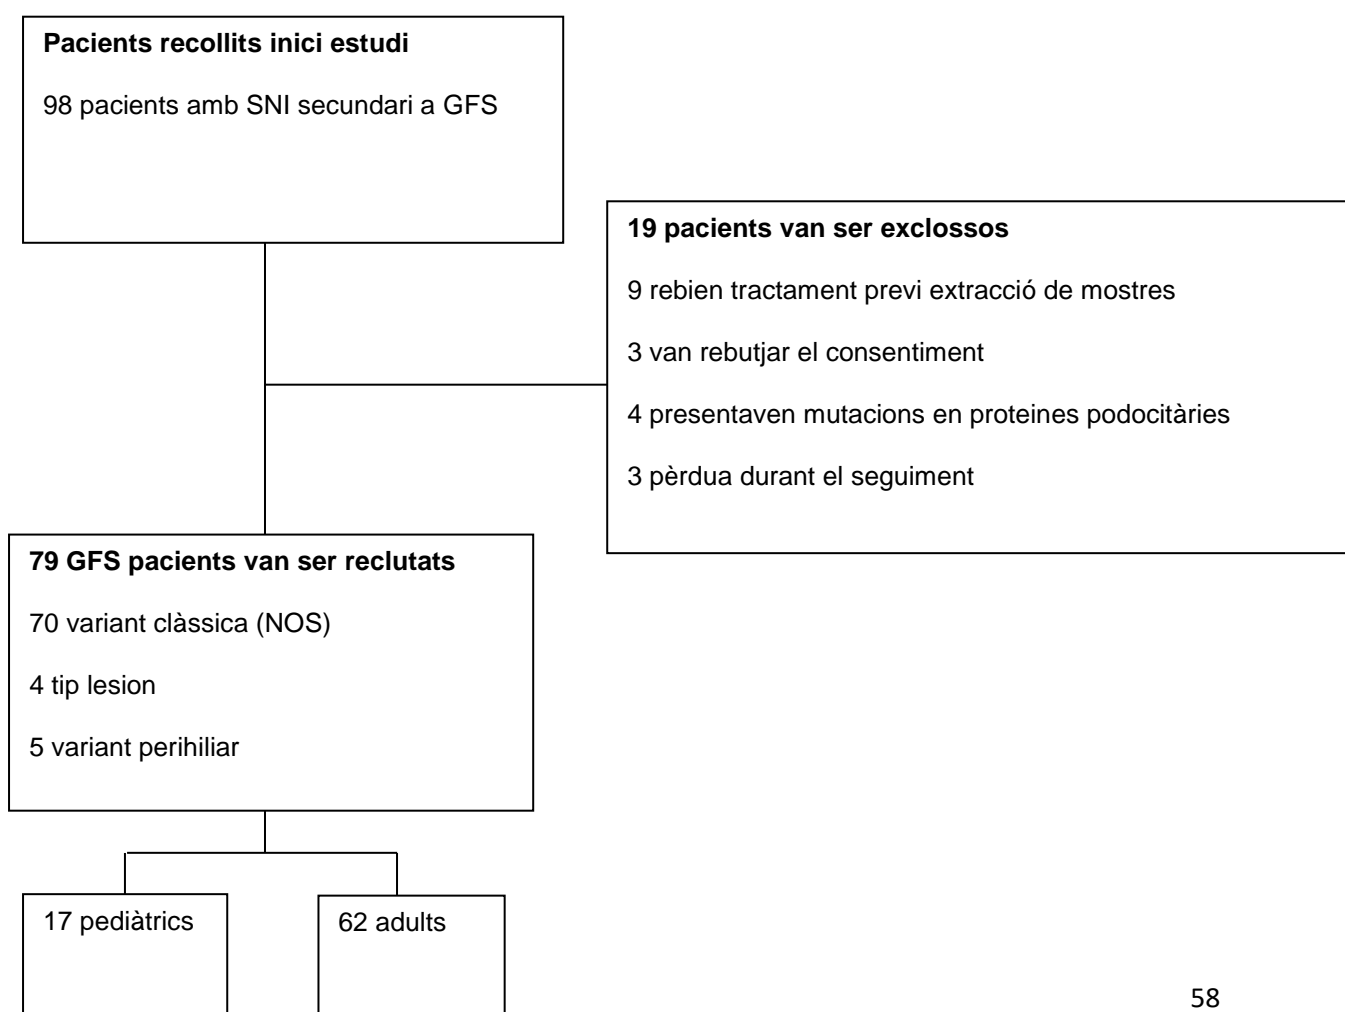 Pacients recollits inici estudi
98 pacients amb SNI secundari a GFS
19 pacients van ser exclossos
9 rebien tractament previ extracció de mostres
3 van rebutjar el consentiment
4 presentaven mutacions en proteines podocitàries
3 pèrdua durant el seguiment
79 GFS pacients van ser reclutats
70 variant clàssica (NOS)
4 tip lesion
5 variant perihiliar
17 pediàtrics
62 adults
58